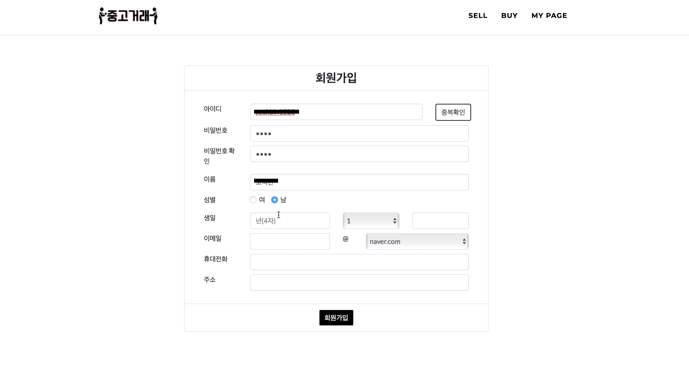 중고거래
SELL BUY MY PAGE
회원가입
아이디
중복확인
비밀번호
비밀번호 확
인
이름
성별 여 남
생일 년(4자) 1
이메일 @ naver.com
휴대전화
주소
회원가입